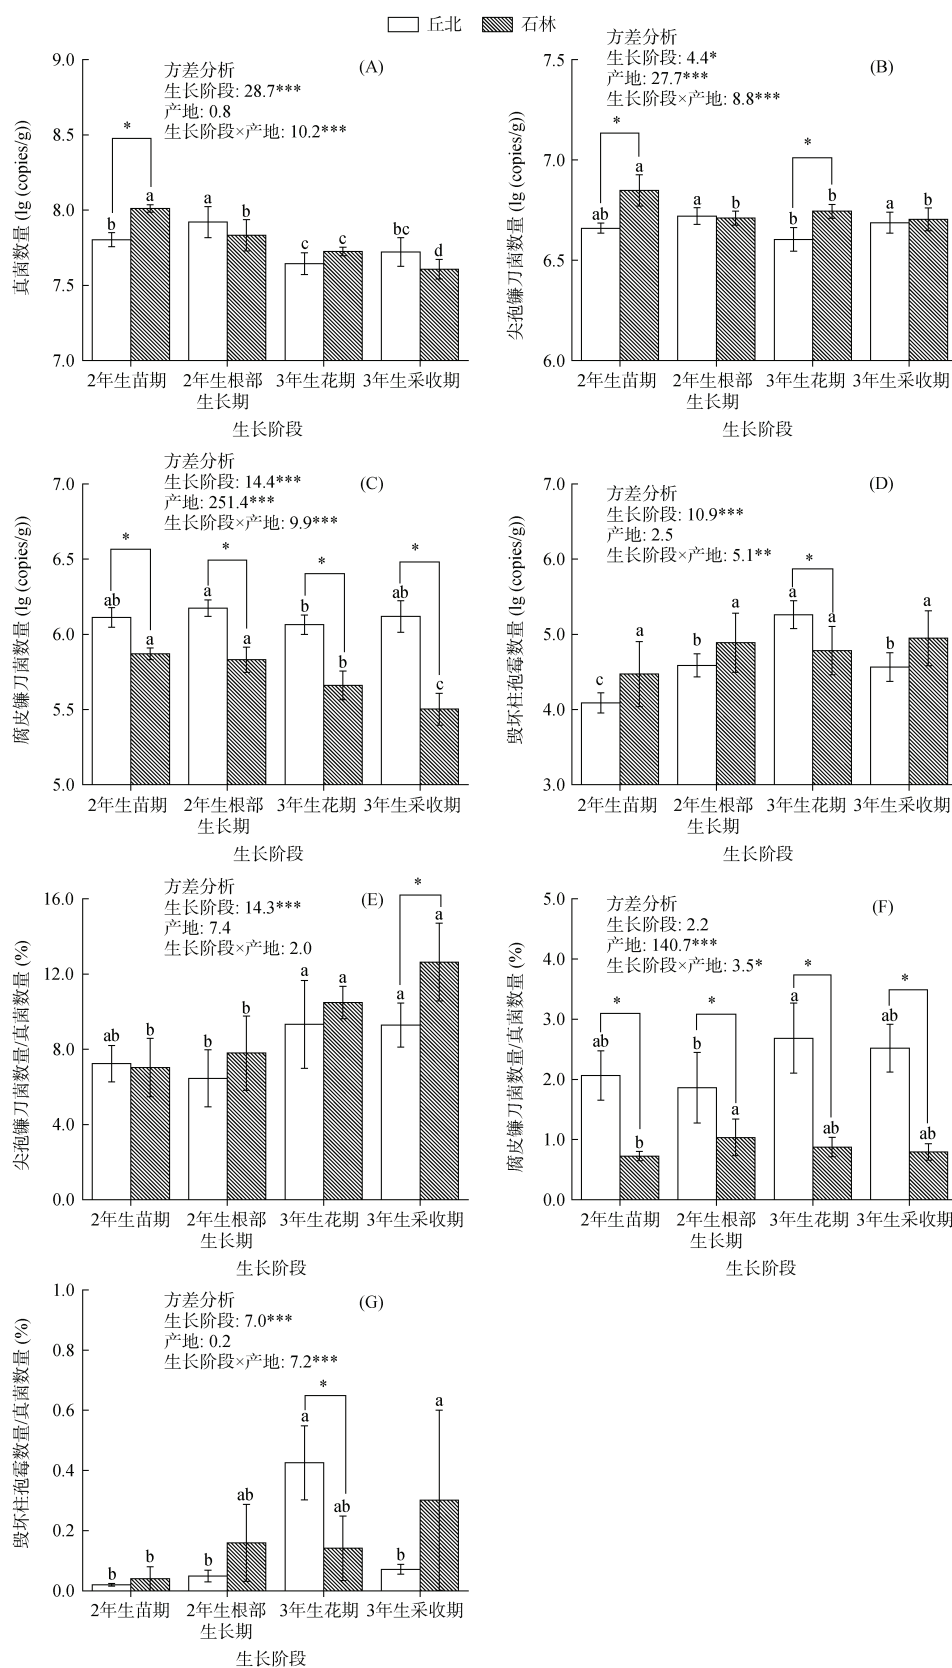 丘北 石林
方差分析
生长阶段: 28.7***
产地: 0.8
生长阶段×产地: 10.2***
(A)
真菌数量 (lg (copies/g))
9.0
8.5
8.0
7.5
7.0
*
b a a b c c bc d
2年生苗期 2年生根部生长期 3年生花期 3年生采收期
生长阶段
方差分析
生长阶段: 4.4*
产地: 27.7***
生长阶段×产地: 8.8***
(B)
尖孢镰刀菌数量 (lg (copies/g))
7.5
7.0
6.5
6.0
* *
ab a a b b b a b
2年生苗期 2年生根部生长期 3年生花期 3年生采收期
生长阶段
方差分析
生长阶段: 14.4***
产地: 251.4***
生长阶段×产地: 9.9***
(C)
腐皮镰刀菌数量 (lg (copies/g))
7.0
6.5
6.0
5.5
5.0
* * * *
ab a a a b b ab c
2年生苗期 2年生根部生长期 3年生花期 3年生采收期
生长阶段
方差分析
生长阶段: 10.9***
产地: 2.5
生长阶段×产地: 5.1**
(D)
毁坏柱孢霉数量 (lg (copies/g))
7.0
6.0
5.0
4.0
3.0
*
c a b a a a b a
2年生苗期 2年生根部生长期 3年生花期 3年生采收期
生长阶段
方差分析
生长阶段: 14.3***
产地: 7.4
生长阶段×产地: 2.0
(E)
尖孢镰刀菌数量/真菌数量 (%)
16.0
12.0
8.0
4.0
0.0
*
ab b b b a a a a
2年生苗期 2年生根部生长期 3年生花期 3年生采收期
生长阶段
方差分析
生长阶段: 2.2
产地: 140.7***
生长阶段×产地: 3.5*
(F)
腐皮镰刀菌数量/真菌数量 (%)
5.0
4.0
3.0
2.0
1.0
0.0
* * * *
ab b b a a ab ab ab
2年生苗期 2年生根部生长期 3年生花期 3年生采收期
生长阶段
方差分析
生长阶段: 7.0***
产地: 0.2
生长阶段×产地: 7.2***
(G)
毁坏柱孢霉数量/真菌数量 (%)
1.0
0.8
0.6
0.4
0.2
0.0
*
b b b ab a ab b a
2年生苗期 2年生根部生长期 3年生花期 3年生采收期
生长阶段